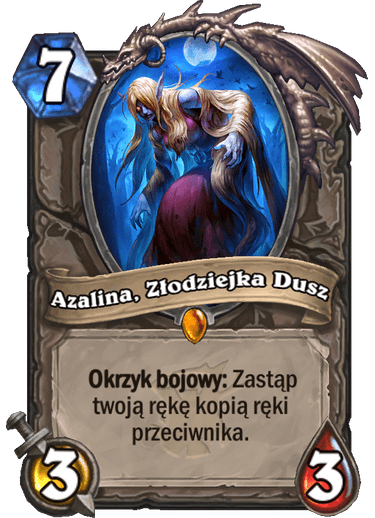 7
Azalina, Złodziejka Dusz
Okrzyk bojowy: Zastąp
twoją rękę kopią ręki
przeciwnika.
3
3